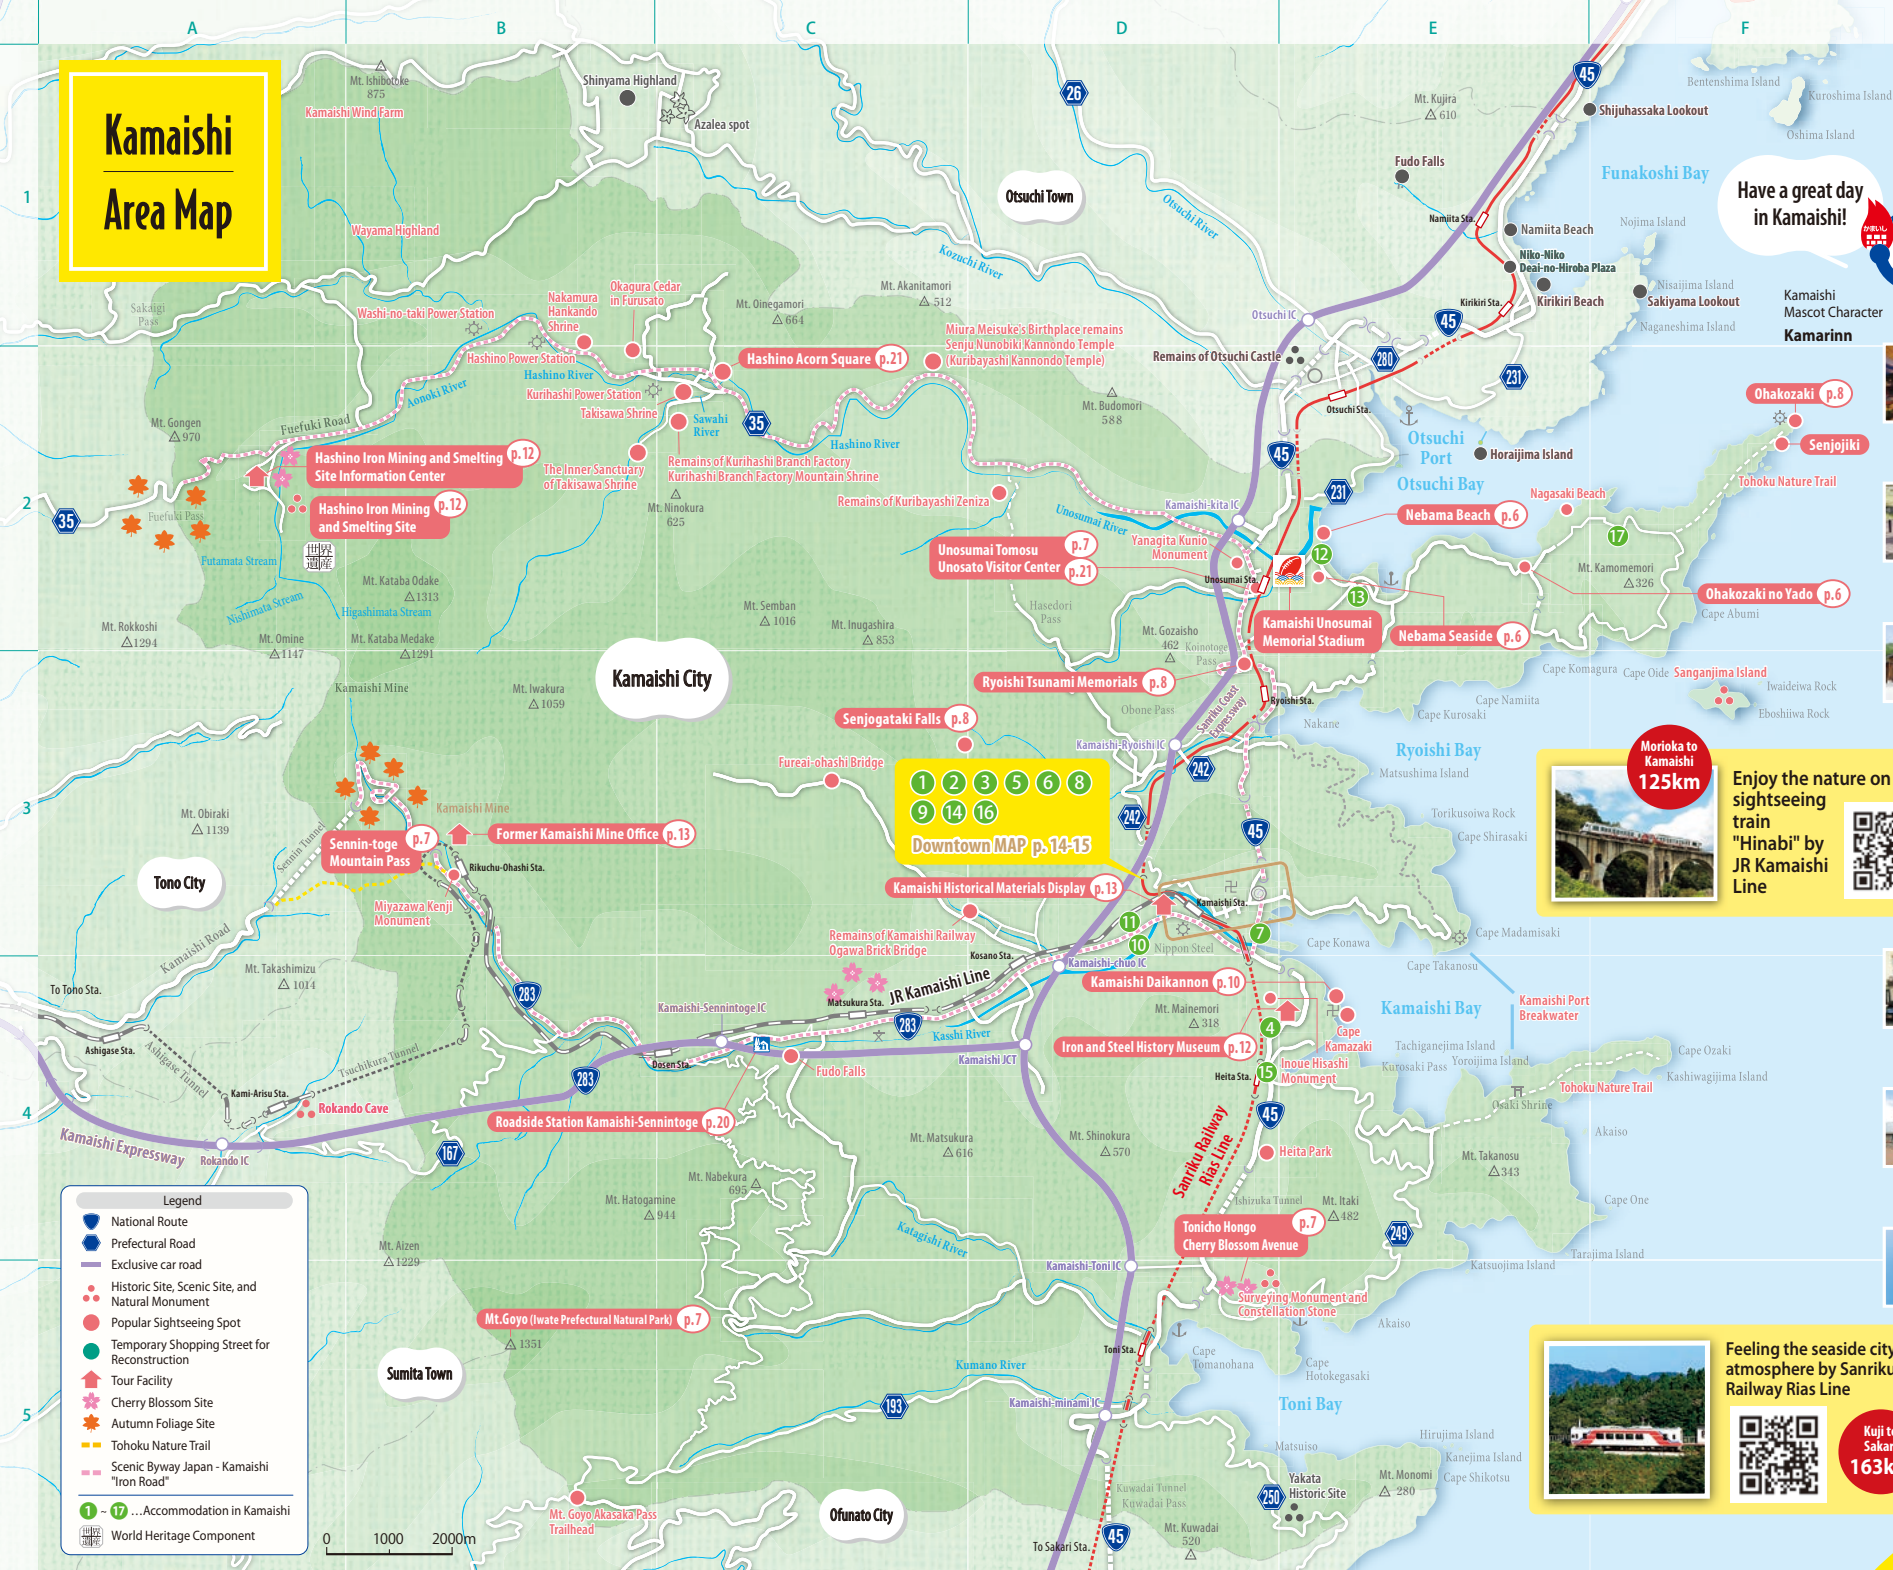 A
B
C
D
E
F
1
2
3
4
5
Kamaishi
Area Map
Mt. Ishibotoke
875
Kamaishi Wind Farm
Shinyama Highland
Azalea spot
Wayama Highland
Otsuchi Town
26
Otsuchi River
Kozuchi River
Mt. Kujira
610
45
Shijuhassaka Lookout
Fudo Falls
Namiita Sta.
Namiita Beach
Niko-Niko
Deai-no-Hiroba Plaza
Kirikiri Beach
Kirikiri Sta.
Funakoshi Bay
Bentenshima Island
Kuroshima Island
Oshima Island
Nojima Island
Nisaijima Island
Sakiyama Lookout
Naganeshima Island
Have a great day
in Kamaishi!
かまいし
Kamaishi
Mascot Character
Kamarinn
Sakaigi
Pass
Washi-no-taki Power Station
Nakamura
Hankando
Shrine
Okagura Cedar
in Furusato
Mt. Oinegamori
664
Mt. Akanitamori
512
Miura Meisuke's Birthplace remains
Senju Nunobiki Kannondo Temple
(Kuribayashi Kannondo Temple)
Hashino Acorn Square p.21
Hashino Power Station
Hashino River
Kurihashi Power Station
Takisawa Shrine
Sawahi
River
35
Hashino River
Aonoki River
Fuefuki Road
Mt. Gongen
970
Hashino Iron Mining and Smelting
Site Information Center
p.12
Hashino Iron Mining
and Smelting Site
p.12
世界
遺産
35
Fuefuki Pass
Futamata Stream
Nishimata Stream
Higashimata Stream
Mt. Kataba Odake
1313
Mt. Kataba Medake
1291
Mt. Omine
1147
Mt. Rokkoshi
1294
The Inner Sanctuary
of Takisawa Shrine
Remains of Kurihashi Branch Factory
Kurihashi Branch Factory Mountain Shrine
Mt. Ninokura
625
Remains of Kuribayashi Zeniza
Mt. Budomori
588
Otsuchi IC
Remains of Otsuchi Castle
45
280
231
Otsuchi Sta.
Otsuchi
Port
Horaijima Island
Otsuchi Bay
45
231
Kamaishi-kita IC
Unosumai River
Yanagita Kunio
Monument
Unosumai Tomosu
Unosato Visitor Center
p.7
p.21
Unosumai Sta.
Nebama Beach p.6
12
13
Kamaishi Unosumai
Memorial Stadium
Nebama Seaside p.6
Nagasaki Beach
17
Mt. Kamomemori
326
Ohakozaki p.8
Senjojiki
Tohoku Nature Trail
Ohakozaki no Yado p.6
Cape Abumi
Cape Komagura
Cape Oide
Sanganjima Island
Iwaideiwa Rock
Eboshiiwa Rock
Cape Namiita
Cape Kurosaki
Nakane
Mt. Semban
1016
Mt. Inugashira
853
Hasedori
Pass
Mt. Gozaisho
462
Koinotoge
Pass
Ryoishi Tsunami Memorials p.8
Obone Pass
Sanriku Coast
Expressway
Ryoishi Sta.
Kamaishi City
Kamaishi Mine
Mt. Iwakura
1059
Senjogataki Falls p.8
Fureai-ohashi Bridge
Kamaishi-Ryoishi IC
242
Ryoishi Bay
Matsushima Island
Torikusoiwa Rock
Cape Shirasaki
1 2 3 5 6 8
9 14 16
Downtown MAP p. 14-15
242
45
Morioka to
Kamaishi
125km
Enjoy the nature on
sightseeing
train
"Hinabi" by
JR Kamaishi
Line
Mt. Obiraki
1139
Kamaishi Mine
Former Kamaishi Mine Office p.13
Sennin-toge
Mountain Pass
p.7
Sennin Tunnel
Rikuchu-Ohashi Sta.
Tono City
Miyazawa Kenji
Monument
Kamaishi Road
Mt. Takashimizu
1014
To Tono Sta.
283
Kamaishi Historical Materials Display p.13
Remains of Kamaishi Railway
Ogawa Brick Bridge
Kosano Sta.
11
10
Nippon Steel
Kamaishi Sta.
7
Cape Konawa
Cape Madamisaki
Cape Takanosu
Kamaishi-chuo IC
Kamaishi Daikannon p.10
Mt. Mainemori
318
Iron and Steel History Museum p.12
4
Cape
Kamazaki
Kamaishi Bay
Kamaishi Port
Breakwater
Inoue Hisashi
Monument
15
Heita Sta.
Tachiganejima Island
Kurosaki Pass
Yoroijima Island
Cape Ozaki
Kashiwagijima Island
Osaki Shrine
Tohoku Nature Trail
Akaiso
Ashigase Sta.
Ashigase Tunnel
Kami-Arisu Sta.
Tsuchikura Tunnel
Rokando Cave
Kamaishi Expressway
Rokando IC
283
167
Kamaishi-Sennintoge IC
Matsukura Sta.
JR Kamaishi Line
283
Kasshi River
Kamaishi JCT
Dosen Sta.
Fudo Falls
Roadside Station Kamaishi-Sennintoge p.20
Mt. Matsukura
616
Mt. Shinokura
570
Sanriku Railway
Rias Line
45
Heita Park
Ishizuka Tunnel
Mt. Itaki
482
Mt. Takanosu
343
Cape One
249
Tarajima Island
Katsuojima Island
Mt. Nabekura
695
Mt. Hatogamine
944
Mt. Aizen
1229
Katagishi River
Tonicho Hongo
Cherry Blossom Avenue
p.7
Kamaishi-Toni IC
Surveying Monument and
Constellation Stone
Akaiso
Mt.Goyo (Iwate Prefectural Natural Park) p.7
1351
Sumita Town
Toni Sta.
Cape
Tomanohana
Cape
Hotokegasaki
Kumano River
193
Kamaishi-minami IC
Toni Bay
Matsuiso
Hirujima Island
Kanejima Island
Cape Shikotsu
Mt. Monomi
280
Yakata
Historic Site
250
Kuwadai Tunnel
Kuwadai Pass
Mt. Kuwadai
520
45
To Sakari Sta.
Ofunato City
Mt. Goyo Akasaka Pass
Trailhead
Feeling the seaside city
atmosphere by Sanriku
Railway Rias Line
Legend
National Route
Prefectural Road
Exclusive car road
Historic Site, Scenic Site, and
Natural Monument
Popular Sightseeing Spot
Temporary Shopping Street for
Reconstruction
Tour Facility
Cherry Blossom Site
Autumn Foliage Site
Tohoku Nature Trail
Scenic Byway Japan - Kamaishi
"Iron Road"
1 ~ 17 ...Accommodation in Kamaishi
世界
遺産
World Heritage Component
0 1000 2000m